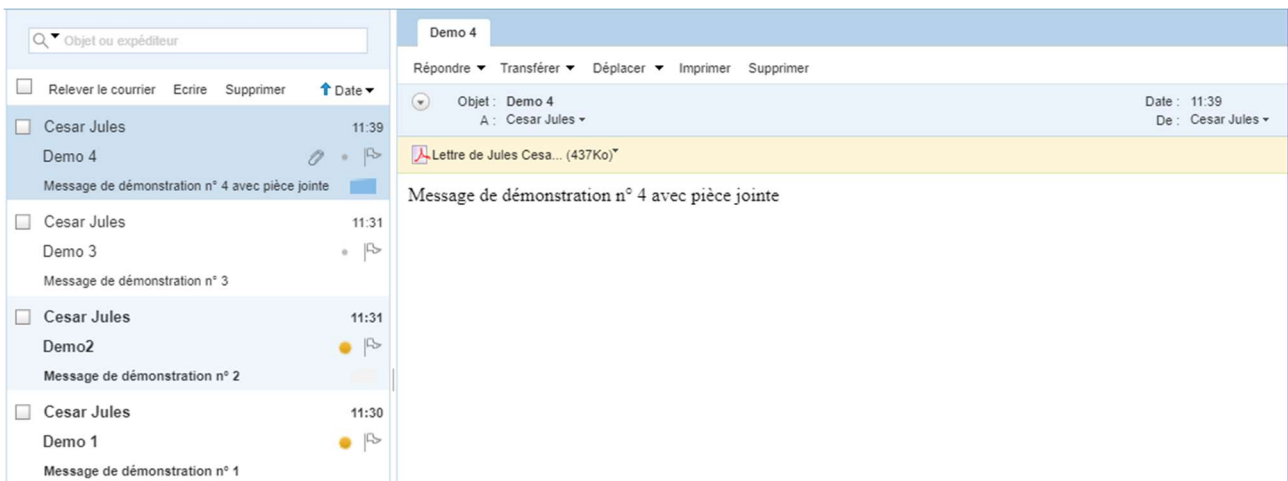 Objet ou expéditeur
Relever le courrier Ecrire Supprimer Date
Cesar Jules 11:39
Demo 4
Message de démonstration n° 4 avec pièce jointe
Cesar Jules 11:31
Demo 3
Message de démonstration n° 3
Cesar Jules 11:31
Demo2
Message de démonstration n° 2
Cesar Jules 11:30
Demo 1
Message de démonstration n° 1
Demo 4
Répondre Transférer Déplacer Imprimer Supprimer
Objet : Demo 4 Date : 11:39
A : Cesar Jules De : Cesar Jules
Lettre de Jules Cesa... (437Ko)
Message de démonstration n° 4 avec pièce jointe